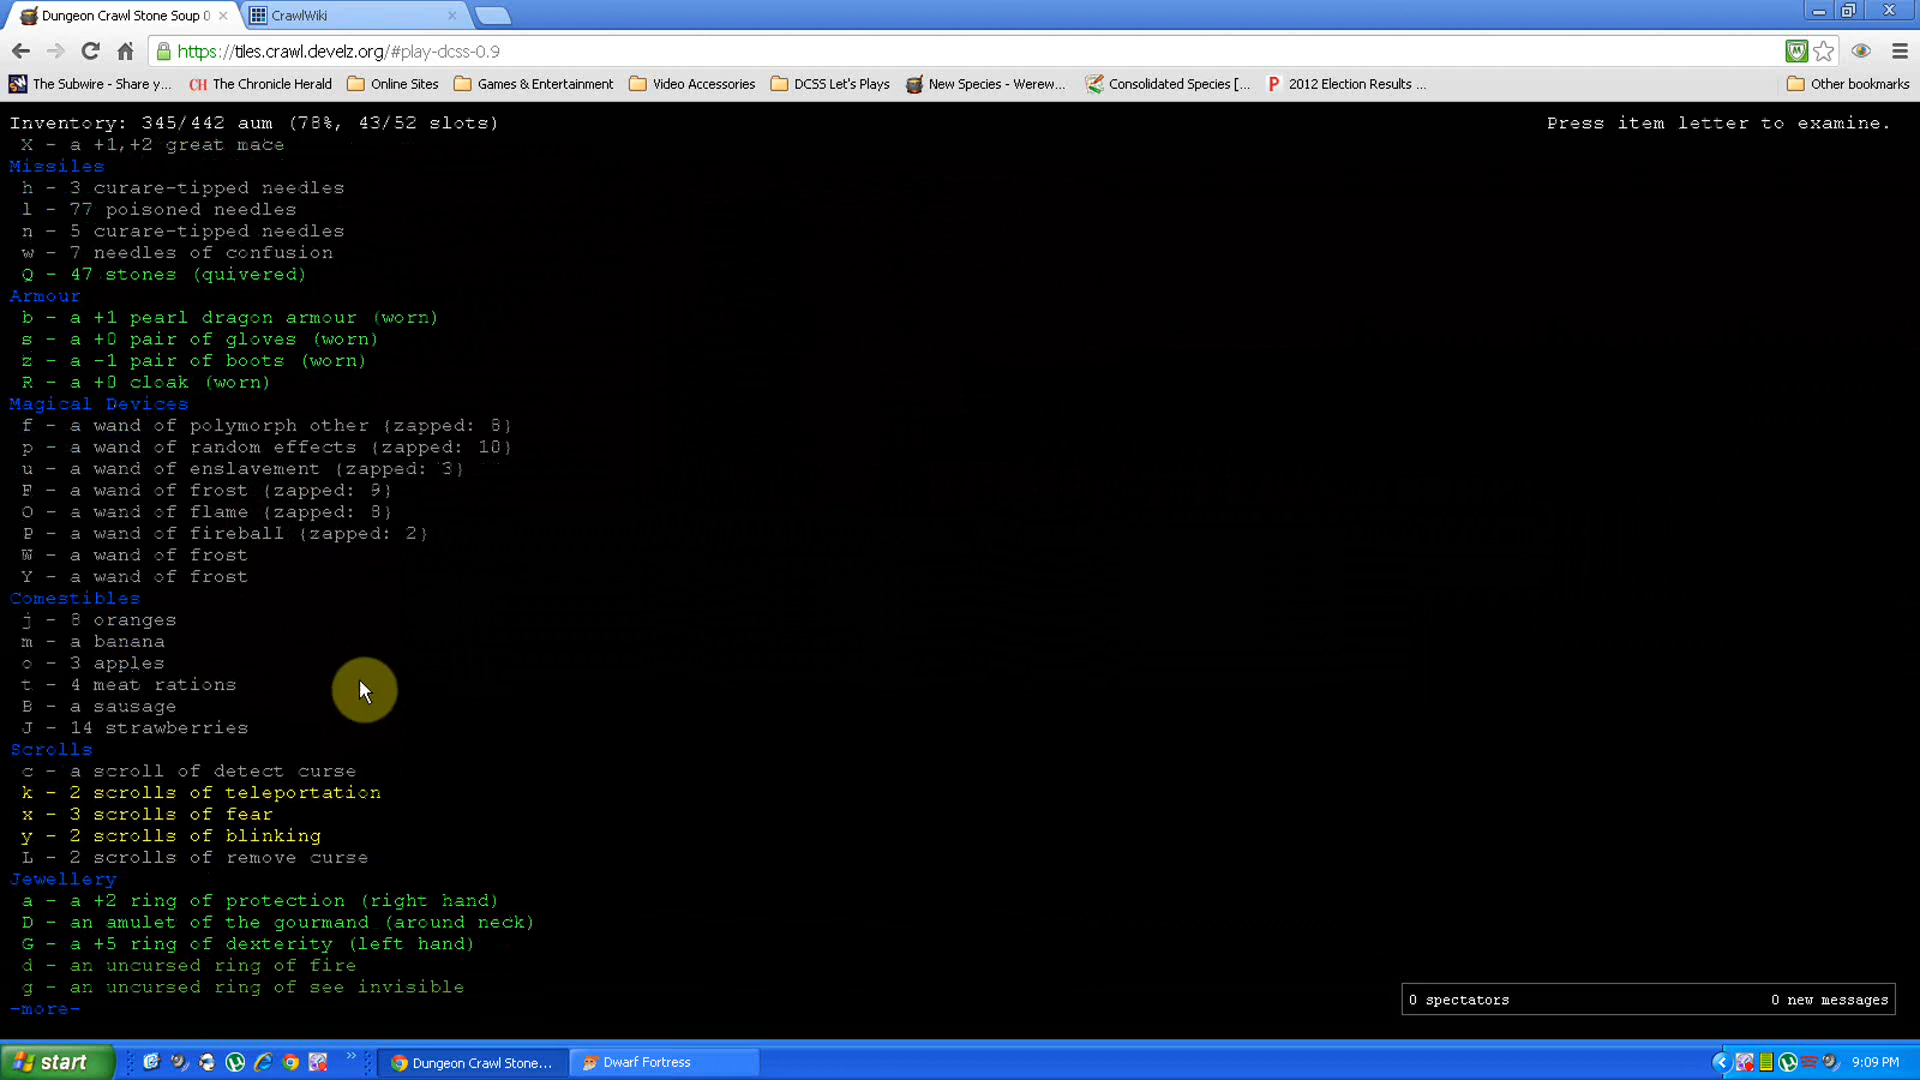 Dungeon Crawl Stone Soup 0
CrawlWiki
https://tiles.crawl.develz.org/#play-dcss-0.9
The Subwire - Share y...
CH The Chronicle Herald
Online Sites
Games & Entertainment
Video Accessories
DCSS Let's Plays
New Species - Werew...
Consolidated Species [...
P 2012 Election Results ...
Other bookmarks
Inventory: 345/442 aum (78%, 43/52 slots)
Press item letter to examine.
X - a +1,+2 great mace
Missiles
h - 3 curare-tipped needles
l - 77 poisoned needles
n - 5 curare-tipped needles
w - 7 needles of confusion
Q - 47 stones (quivered)
Armour
b - a +1 pearl dragon armour (worn)
s - a +0 pair of gloves (worn)
z - a -1 pair of boots (worn)
R - a +0 cloak (worn)
Magical Devices
f - a wand of polymorph other {zapped: 8}
p - a wand of random effects {zapped: 10}
u - a wand of enslavement {zapped: 3}
E - a wand of frost {zapped: 9}
O - a wand of flame {zapped: 8}
P - a wand of fireball {zapped: 2}
W - a wand of frost
Y - a wand of frost
Comestibles
j - 8 oranges
m - a banana
o - 3 apples
t - 4 meat rations
B - a sausage
J - 14 strawberries
Scrolls
c - a scroll of detect curse
k - 2 scrolls of teleportation
x - 3 scrolls of fear
y - 2 scrolls of blinking
L - 2 scrolls of remove curse
Jewellery
a - a +2 ring of protection (right hand)
D - an amulet of the gourmand (around neck)
G - a +5 ring of dexterity (left hand)
d - an uncursed ring of fire
g - an uncursed ring of see invisible
-more-
0 spectators
0 new messages
start
Dungeon Crawl Stone...
Dwarf Fortress
9:09 PM